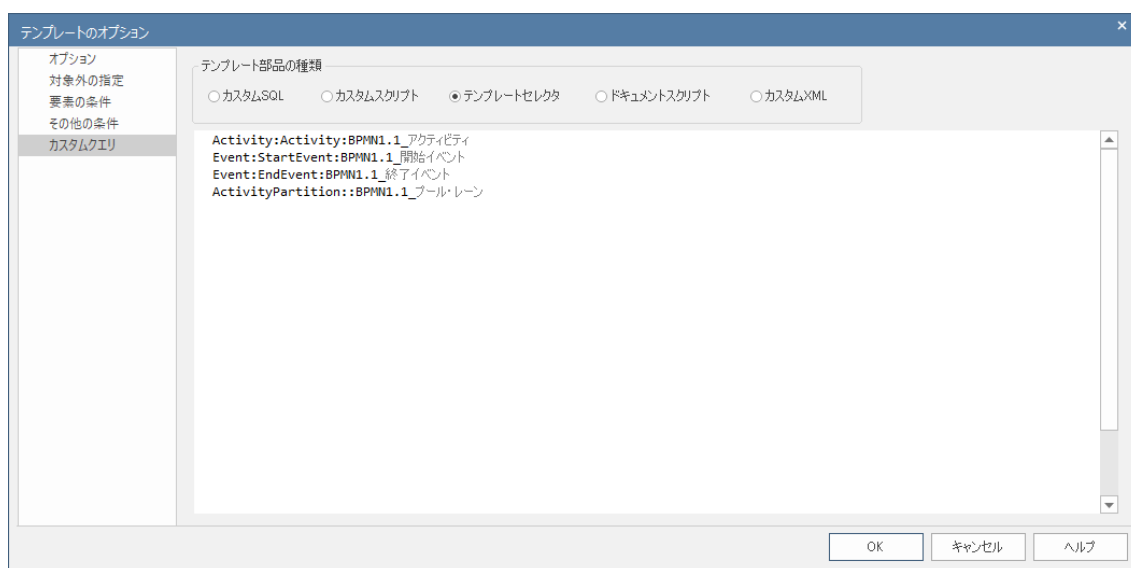 テンプレートのオプション
×
オプション
対象外の指定
要素の条件
その他の条件
カスタムクエリ
テンプレート部品の種類
カスタムSQL カスタムスクリプト テンプレートセレクタ ドキュメントスクリプト カスタムXML
Activity:Activity:BPMN1.1_アクティビティ
Event:StartEvent:BPMN1.1_開始イベント
Event:EndEvent:BPMN1.1_終了イベント
ActivityPartition::BPMN1.1_プール・レーン
OK キャンセル ヘルプ